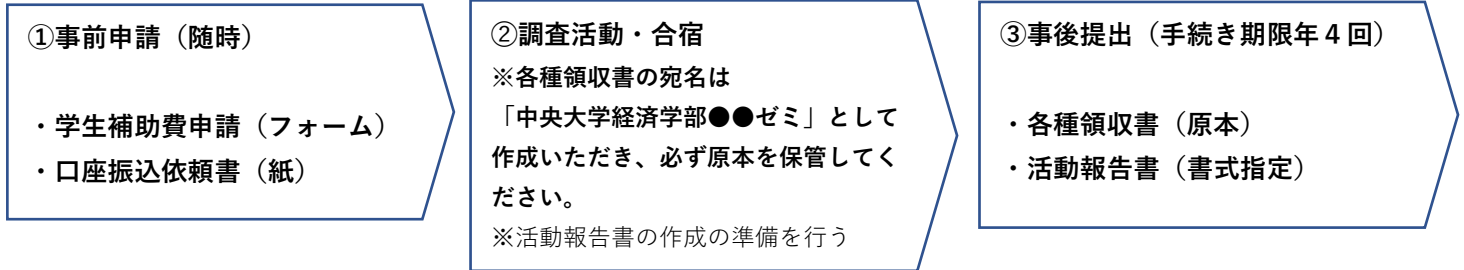 ①事前申請（随時）
・学生補助費申請（フォーム）
・口座振込依頼書（紙）
②調査活動・合宿
※各種領収書の宛名は
「中央大学経済学部●●ゼミ」として
作成いただき、必ず原本を保管してく
ださい。
※活動報告書の作成の準備を行う
③事後提出（手続き期限年４回）
・各種領収書（原本）
・活動報告書（書式指定）